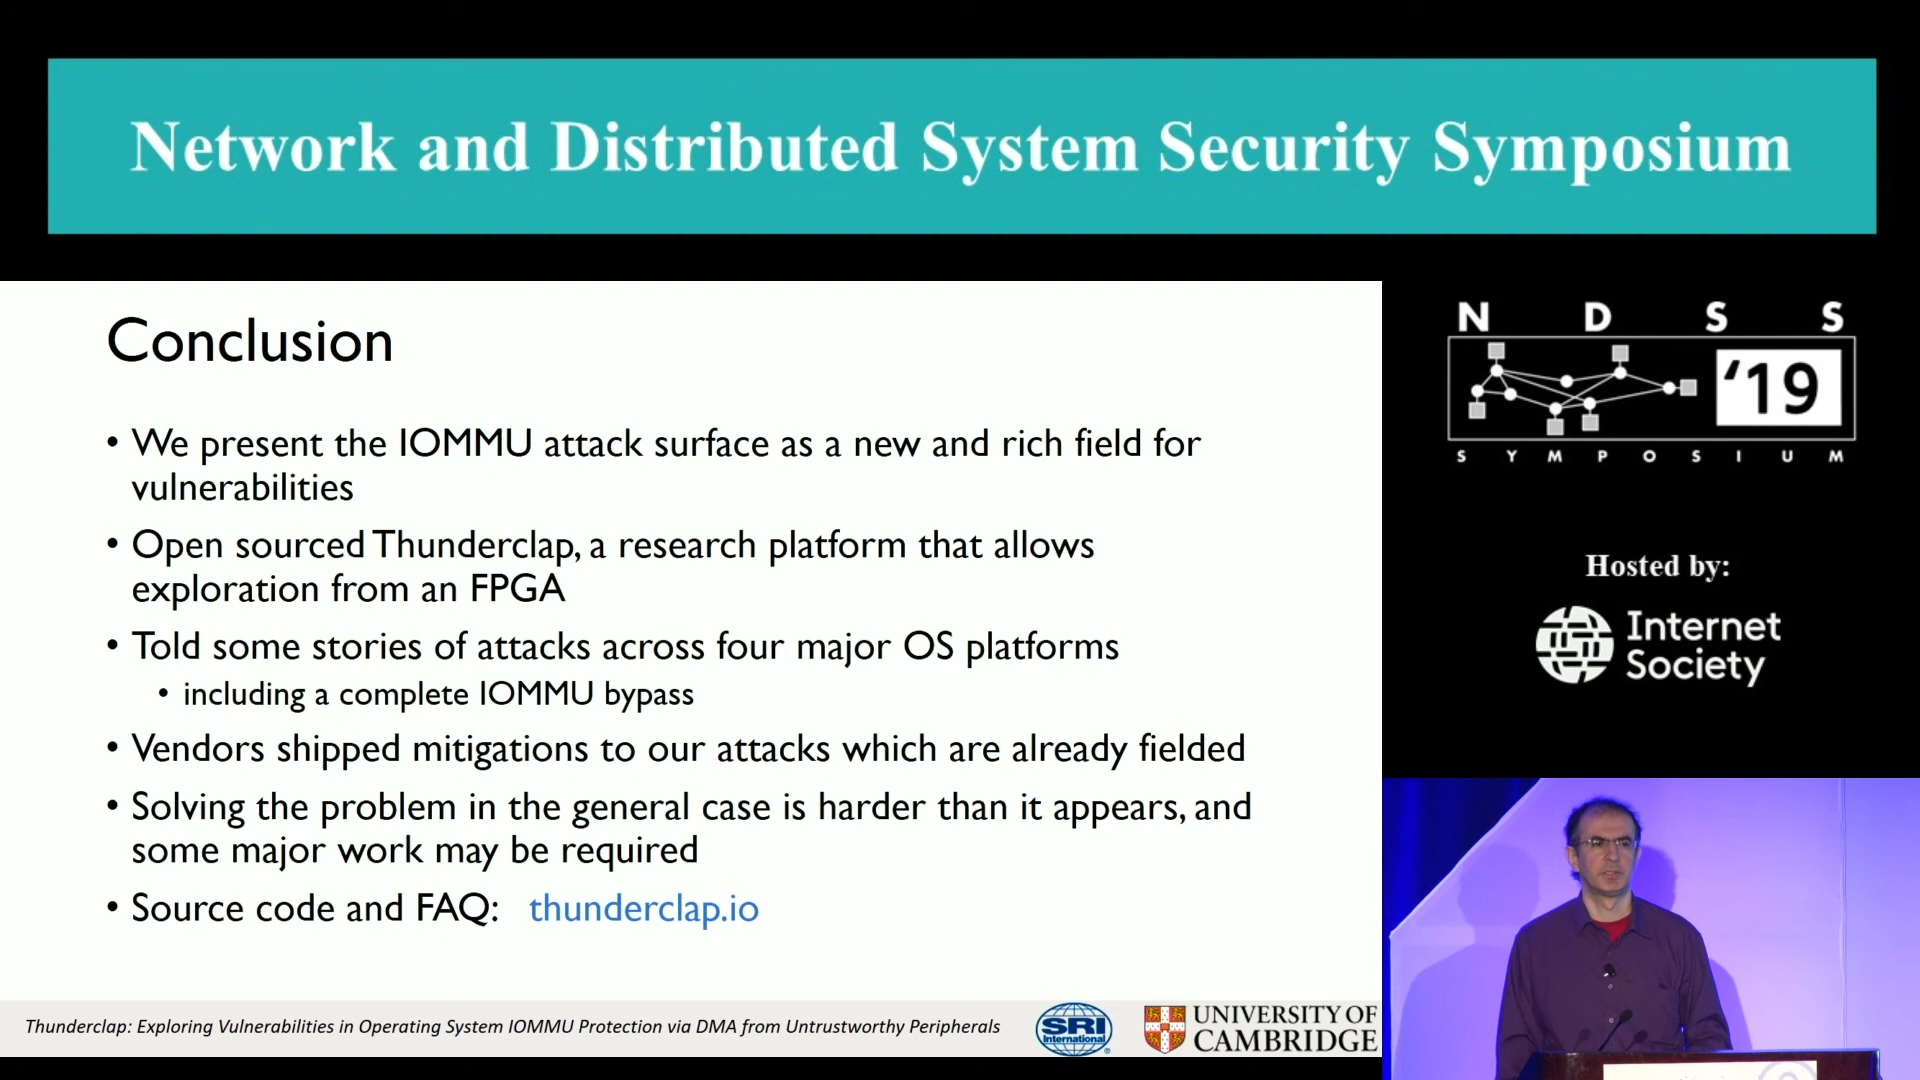 Network and Distributed System Security Symposium
N D S S
'19
S Y M P O S I U M
Hosted by:
Internet
Society
Conclusion
• We present the IOMMU attack surface as a new and rich field for
vulnerabilities
• Open sourced Thunderclap, a research platform that allows
exploration from an FPGA
• Told some stories of attacks across four major OS platforms
• including a complete IOMMU bypass
• Vendors shipped mitigations to our attacks which are already fielded
• Solving the problem in the general case is harder than it appears, and
some major work may be required
• Source code and FAQ: thunderclap.io
Thunderclap: Exploring Vulnerabilities in Operating System IOMMU Protection via DMA from Untrustworthy Peripherals
SRI
International
UNIVERSITY OF
CAMBRIDGE